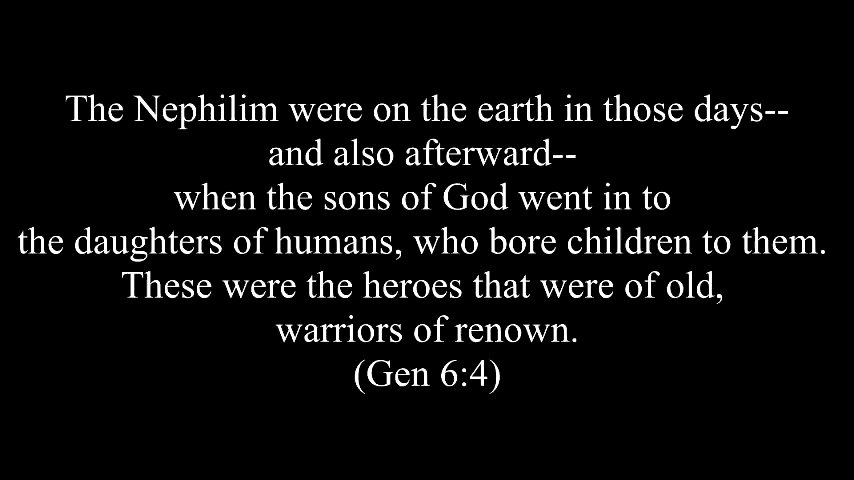 The Nephilim were on the earth in those days--
and also afterward--
when the sons of God went in to
the daughters of humans, who bore children to them.
These were the heroes that were of old,
warriors of renown.
(Gen 6:4)